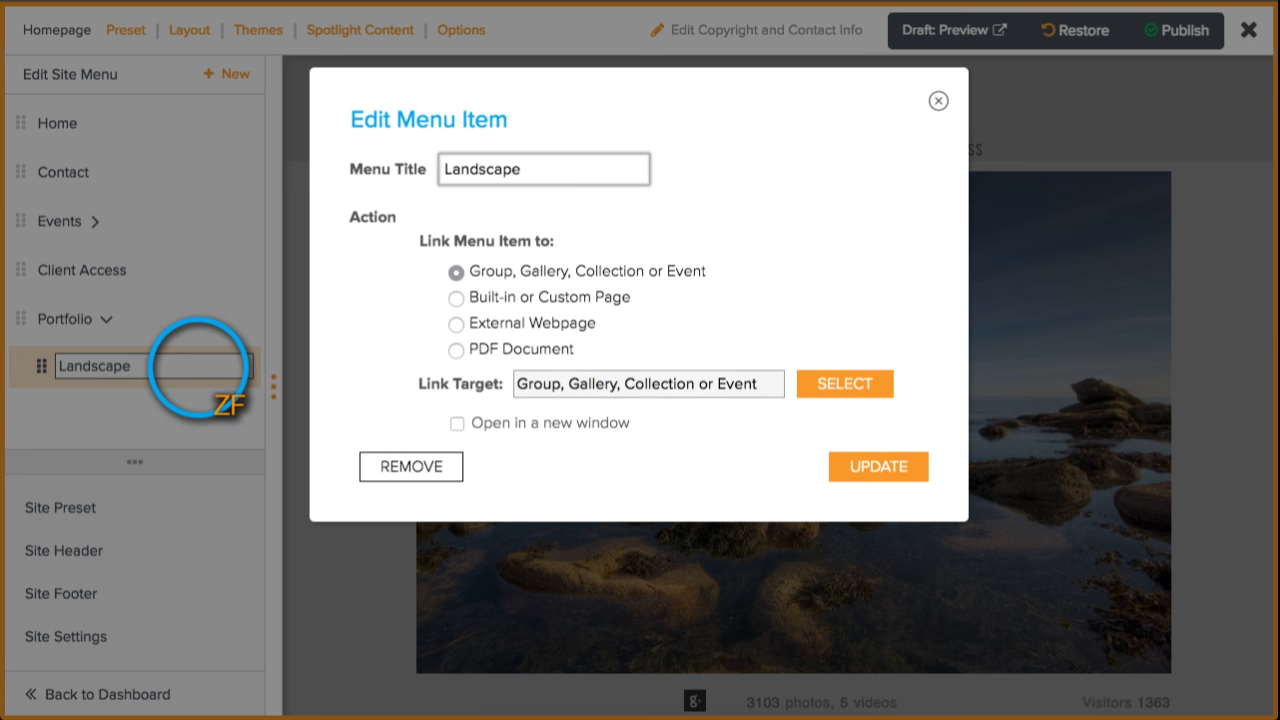 Homepage Preset | Layout | Themes | Spotlight Content | Options Edit Copyright and Contact Info Draft: Preview Restore Publish
Edit Site Menu + New
Home
Contact
Events
Client Access
Portfolio
Landscape
ZF
Site Preset
Site Header
Site Footer
Site Settings
Back to Dashboard
Edit Menu Item
Menu Title Landscape
Action
Link Menu Item to:
Group, Gallery, Collection or Event
Built-in or Custom Page
External Webpage
PDF Document
Link Target: Group, Gallery, Collection or Event SELECT
Open in a new window
REMOVE UPDATE
g+ 3103 photos, 5 videos Visitors 1363